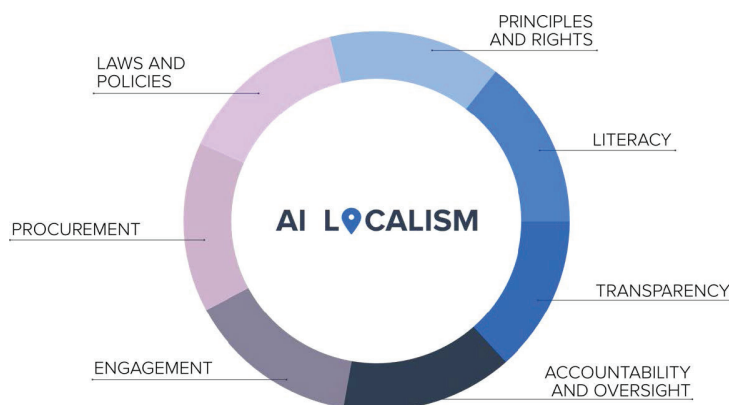 PRINCIPLES
AND RIGHTS
LAWS AND
POLICIES
LITERACY
AI LOCALISM
PROCUREMENT
TRANSPARENCY
ENGAGEMENT
ACCOUNTABILITY
AND OVERSIGHT